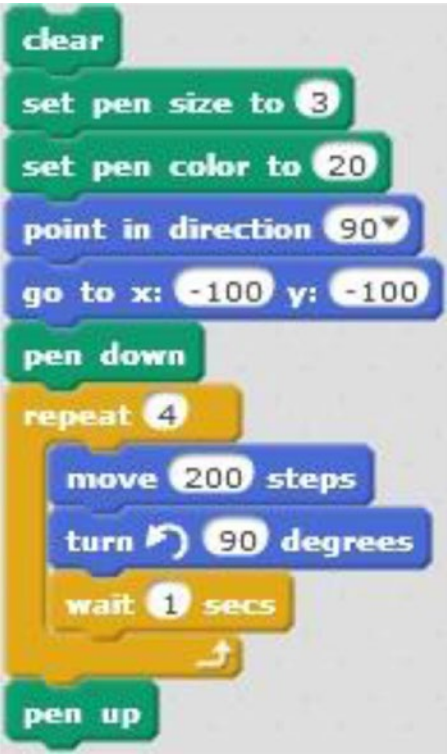 clear
set pen size to 3
set pen color to 20
point in direction 90
go to x: -100 y: -100
pen down
repeat 4
move 200 steps
turn 90 degrees
wait 1 secs
pen up